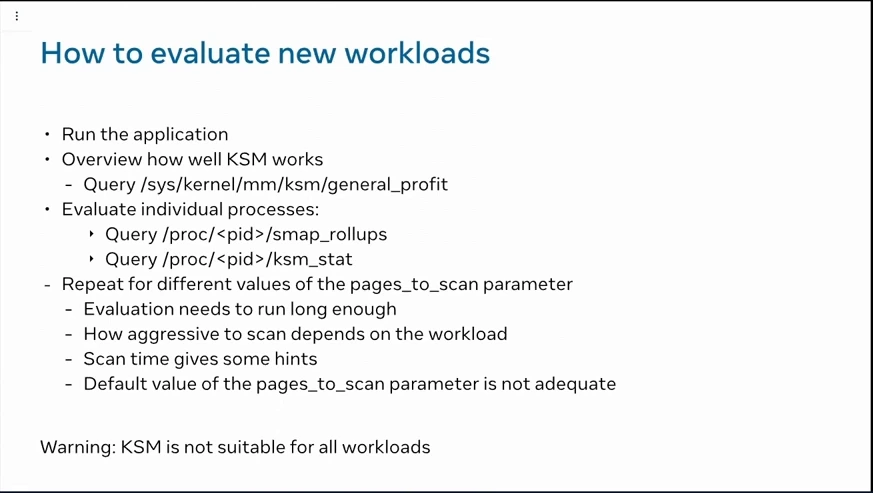 How to evaluate new workloads
• Run the application
• Overview how well KSM works
- Query /sys/kernel/mm/ksm/general_profit
• Evaluate individual processes:
‣ Query /proc/<pid>/smap_rollups
‣ Query /proc/<pid>/ksm_stat
- Repeat for different values of the pages_to_scan parameter
- Evaluation needs to run long enough
- How aggressive to scan depends on the workload
- Scan time gives some hints
- Default value of the pages_to_scan parameter is not adequate
Warning: KSM is not suitable for all workloads